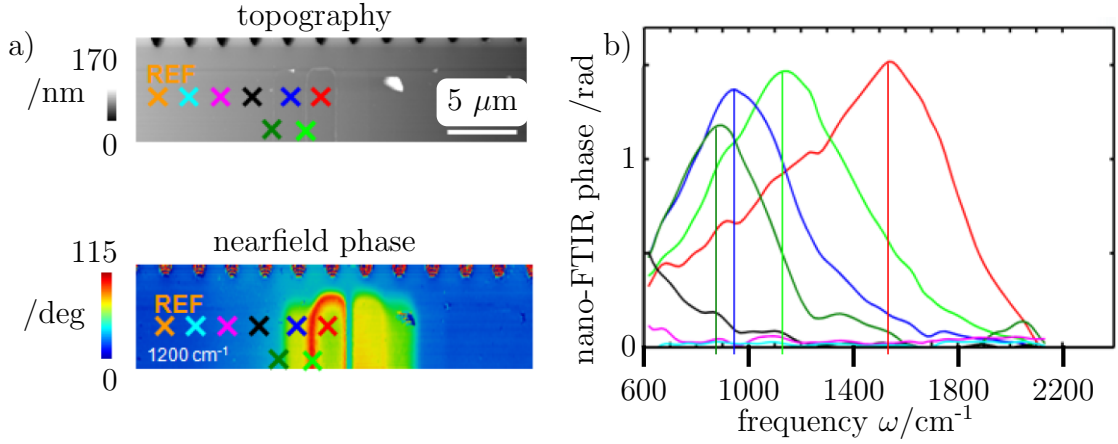 a)
topography
170
/nm
0
REF
5 μm
nearfield phase
115
/deg
0
REF
1200 cm⁻¹
b)
nano-FTIR phase /rad
1
0
600 1000 1400 1800 2200
frequency ω/cm⁻¹